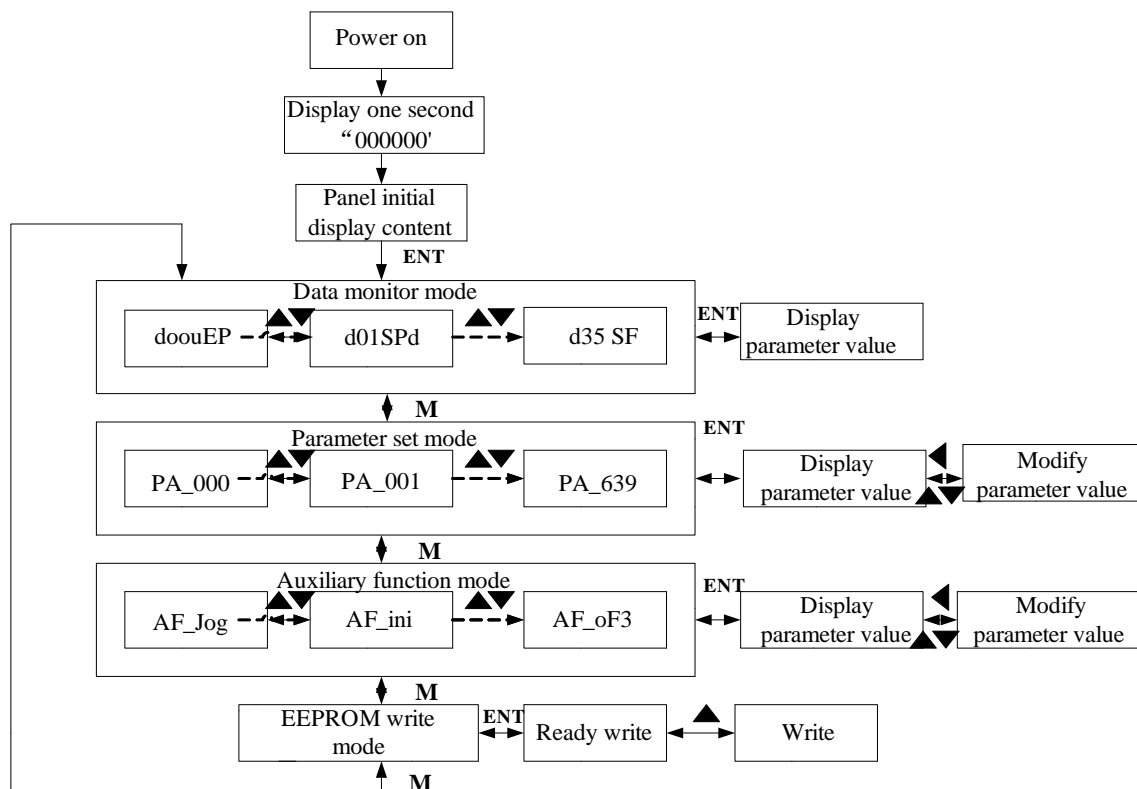 Power on
Display one second
“000000'
Panel initial
display content
ENT
Data monitor mode
doouEP
d01SPd
d35 SF
ENT
Display
parameter value
M
Parameter set mode
PA_000
PA_001
PA_639
ENT
Display
parameter value
Modify
parameter value
M
Auxiliary function mode
AF_Jog
AF_ini
AF_oF3
ENT
Display
parameter value
Modify
parameter value
M
EEPROM write
mode
ENT
Ready write
Write
M